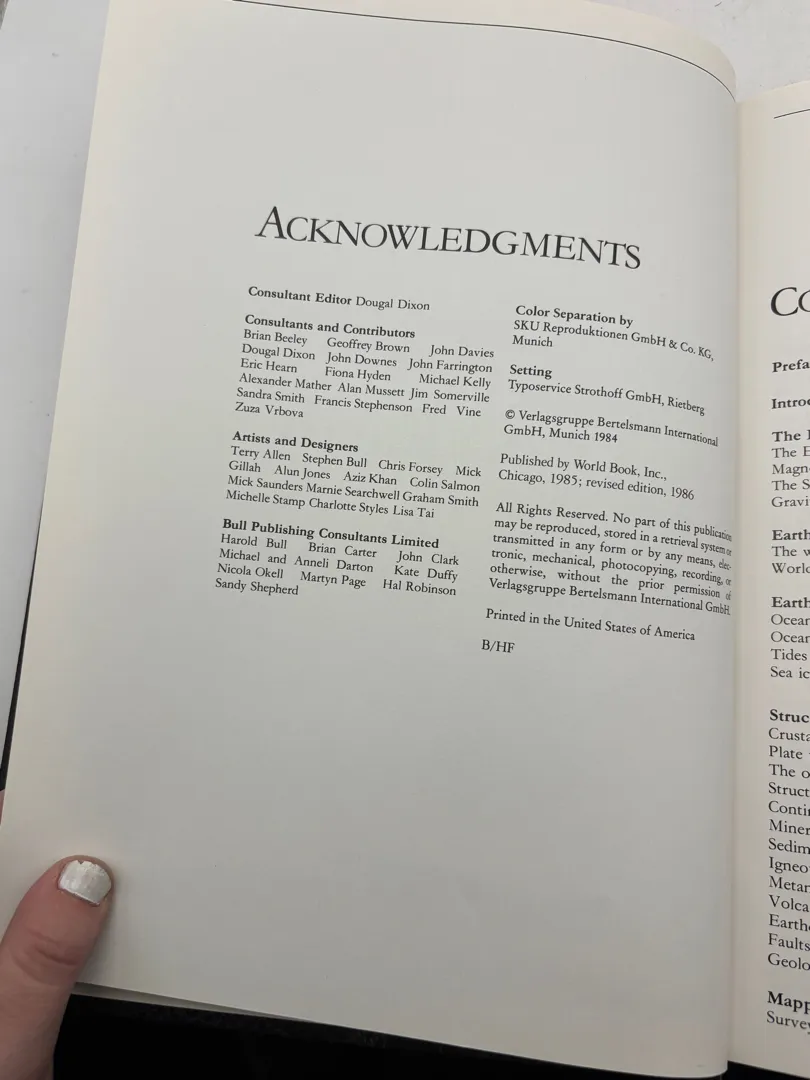 ACKNOWLEDGMENTS
Consultant Editor Dougal Dixon
Consultants and Contributors
Brian Beeley Geoffrey Brown John Davies
Dougal Dixon John Downes John Farrington
Eric Hearn Fiona Hyden Michael Kelly
Alexander Mather Alan Mussett Jim Somerville
Sandra Smith Francis Stephenson Fred Vine
Zuza Vrbova
Artists and Designers
Terry Allen Stephen Bull Chris Forsey Mick
Gillah Alun Jones Aziz Khan Colin Salmon
Mick Saunders Marnie Searchwell Graham Smith
Michelle Stamp Charlotte Styles Lisa Tai
Bull Publishing Consultants Limited
Harold Bull Brian Carter John Clark
Michael and Anneli Darton Kate Duffy
Nicola Okell Martyn Page Hal Robinson
Sandy Shepherd
Color Separation by
SKU Reproduktionen GmbH & Co. KG,
Munich
Setting
Typoservice Strothoff GmbH, Rietberg
© Verlagsgruppe Bertelsmann International
GmbH, Munich 1984
Published by World Book, Inc.,
Chicago, 1985; revised edition, 1986
All Rights Reserved. No part of this publication
may be reproduced, stored in a retrieval system or
transmitted in any form or by any means, elec-
tronic, mechanical, photocopying, recording, or
otherwise, without the prior permission of
Verlagsgruppe Bertelsmann International GmbH.
Printed in the United States of America
B/HF
The
The
Magn
The S
Gravi
Earth
The w
World
Earth
Ocean
Ocean
Tides
Sea ic
Struc
Crusta
Plate
The o
Struct
Conti
Miner
Sedim
Igneo
Metar
Volca
Earth
Faults
Geolo
Mapp
Survey